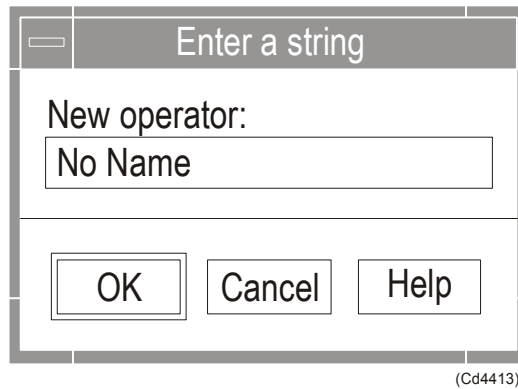 Enter a string
New operator:
No Name
OK Cancel Help
(Cd4413)